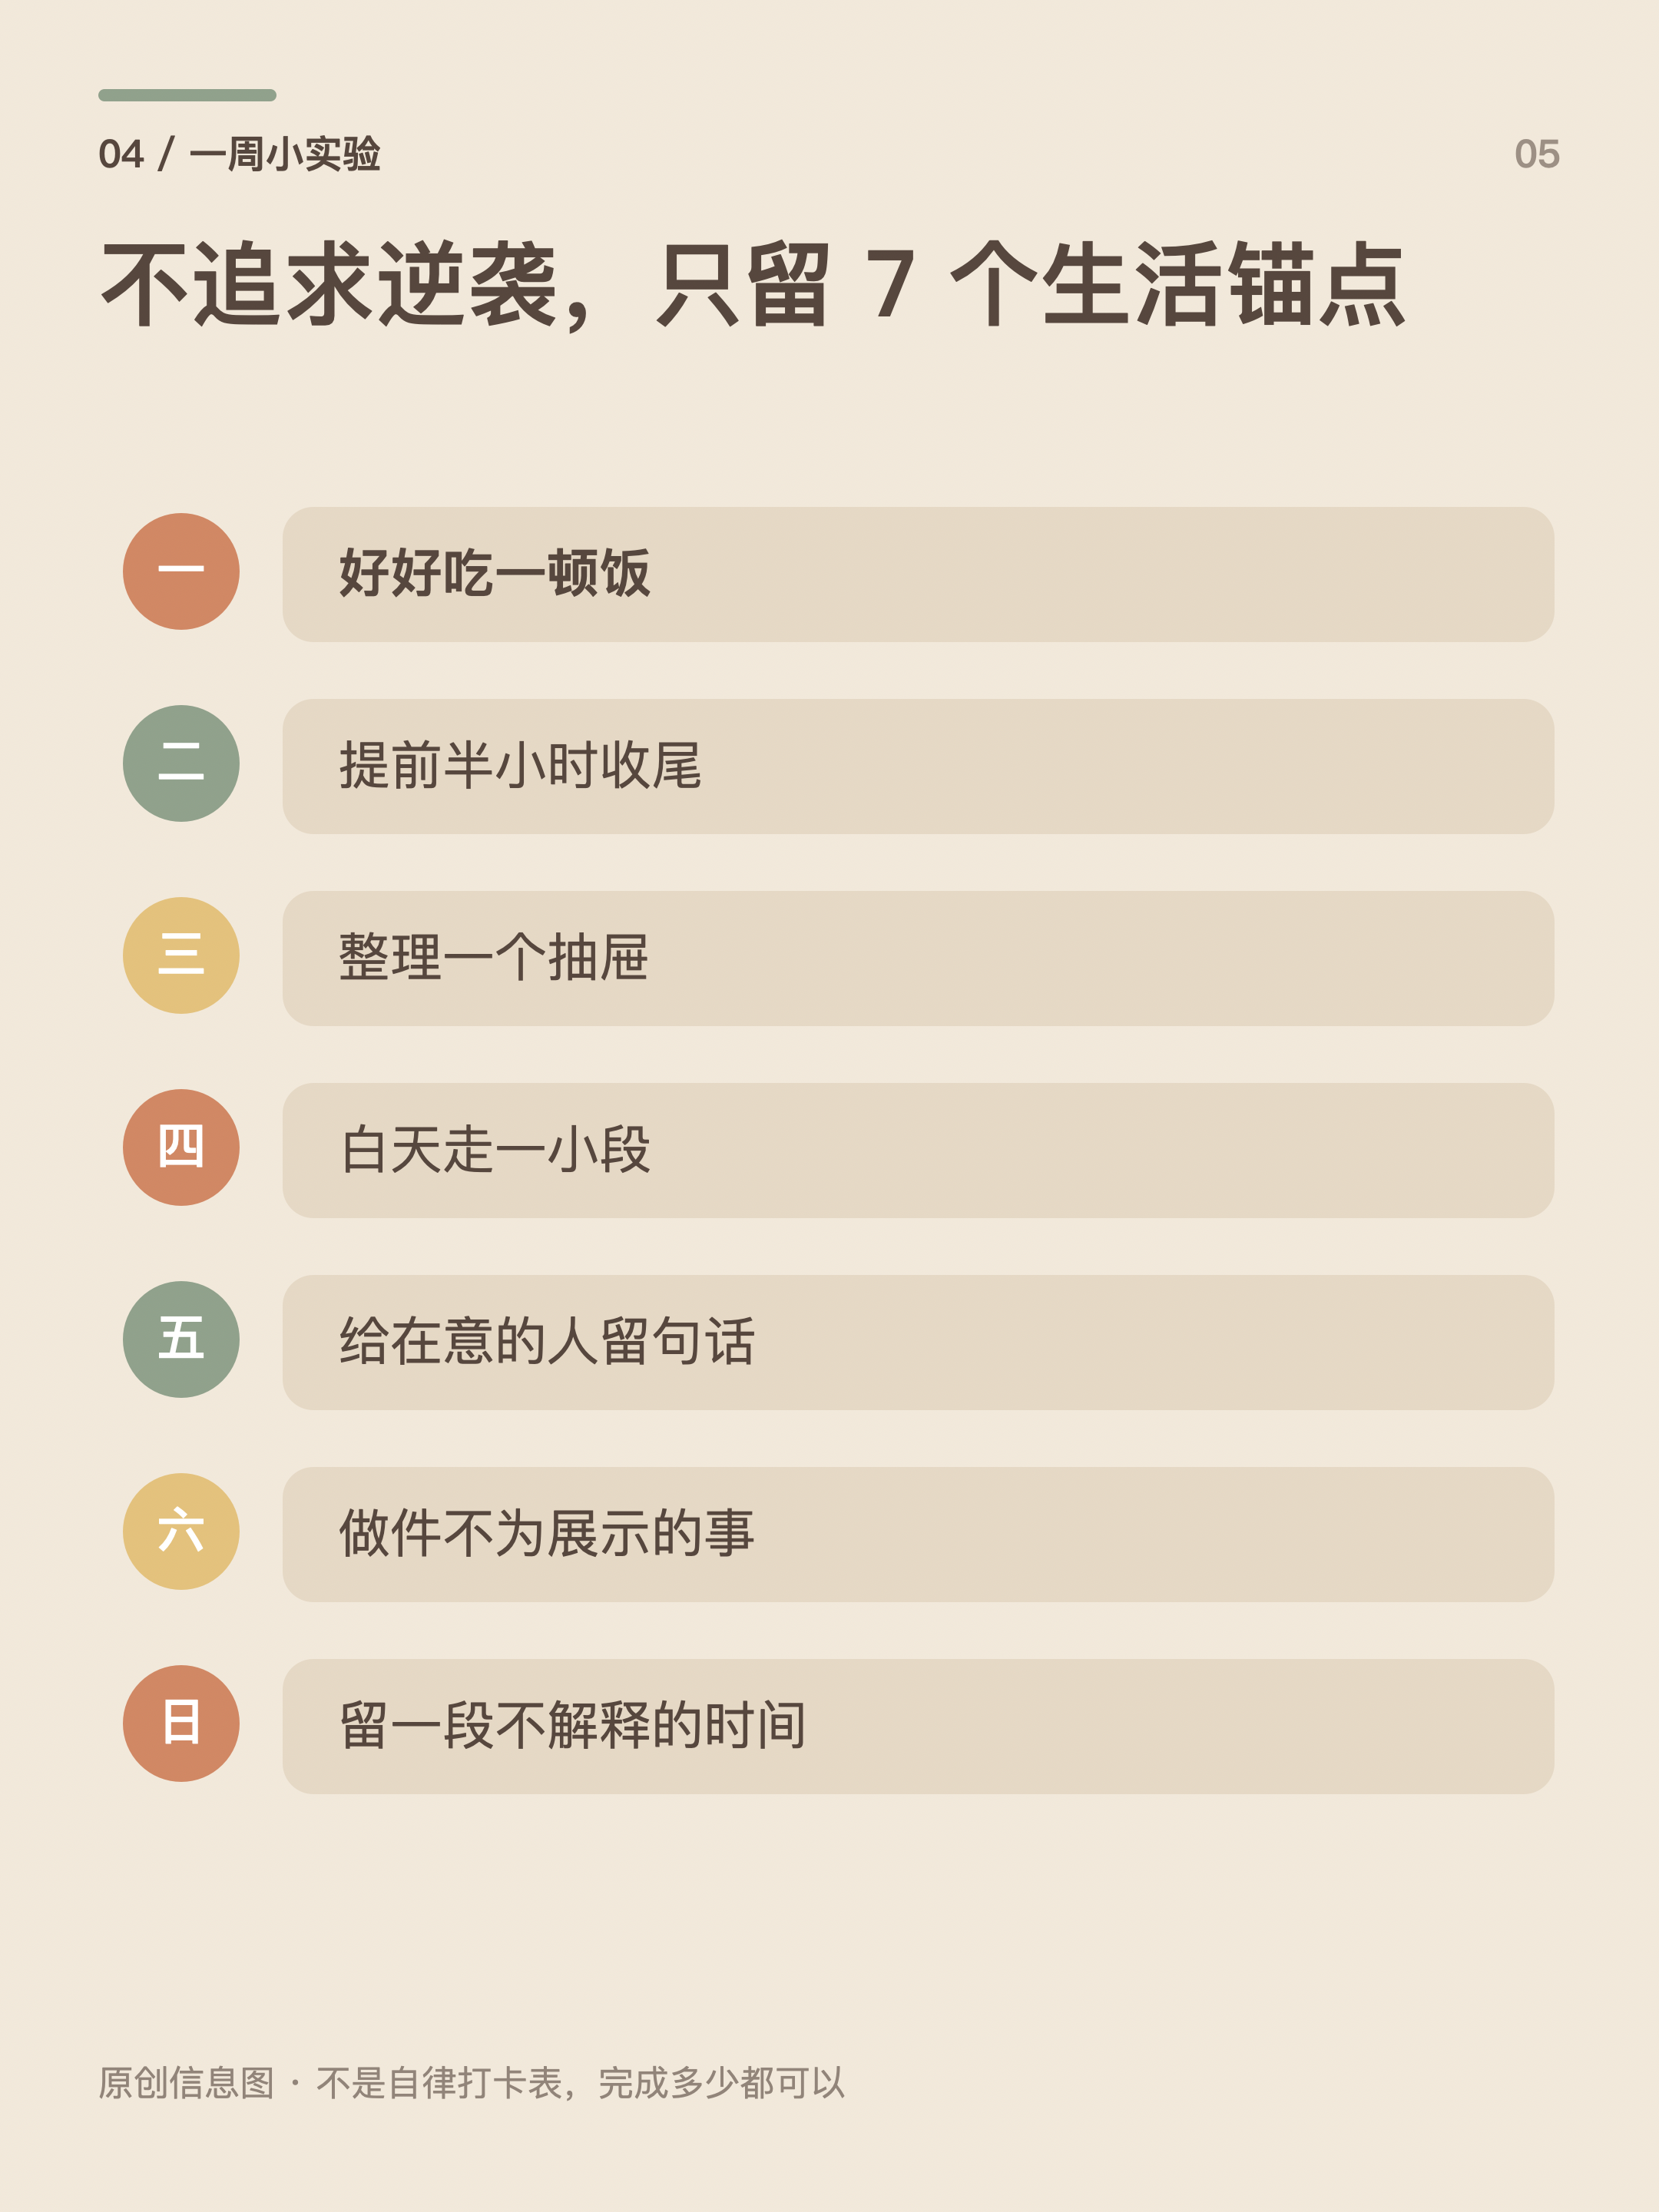 04 / 一周小实验
05
不追求逆袭，只留 7 个生活锚点
一 好好吃一顿饭
二 提前半小时收尾
三 整理一个抽屉
四 白天走一小段
五 给在意的人留句话
六 做件不为展示的事
日 留一段不解释的时间
原创信息图 · 不是自律打卡表，完成多少都可以